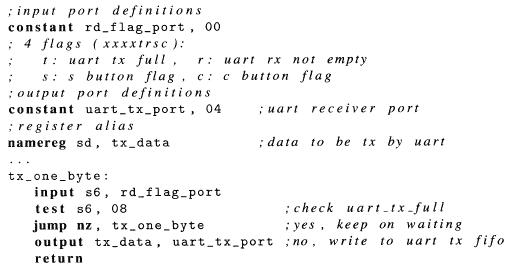 ;input port definitions
constant rd_flag_port, 00
; 4 flags (xxxxtrsc):
;   t: uart tx full, r: uart rx not empty
;   s: s button flag, c: c button flag
;output port definitions
constant uart_tx_port, 04    ;uart receiver port
;register alias
namereg sd, tx_data          ;data to be tx by uart
...
tx_one_byte:
   input s6, rd_flag_port
   test s6, 08               ;check uart_tx_full
   jump nz, tx_one_byte      ;yes, keep on waiting
   output tx_data, uart_tx_port ;no, write to uart tx fifo
   return